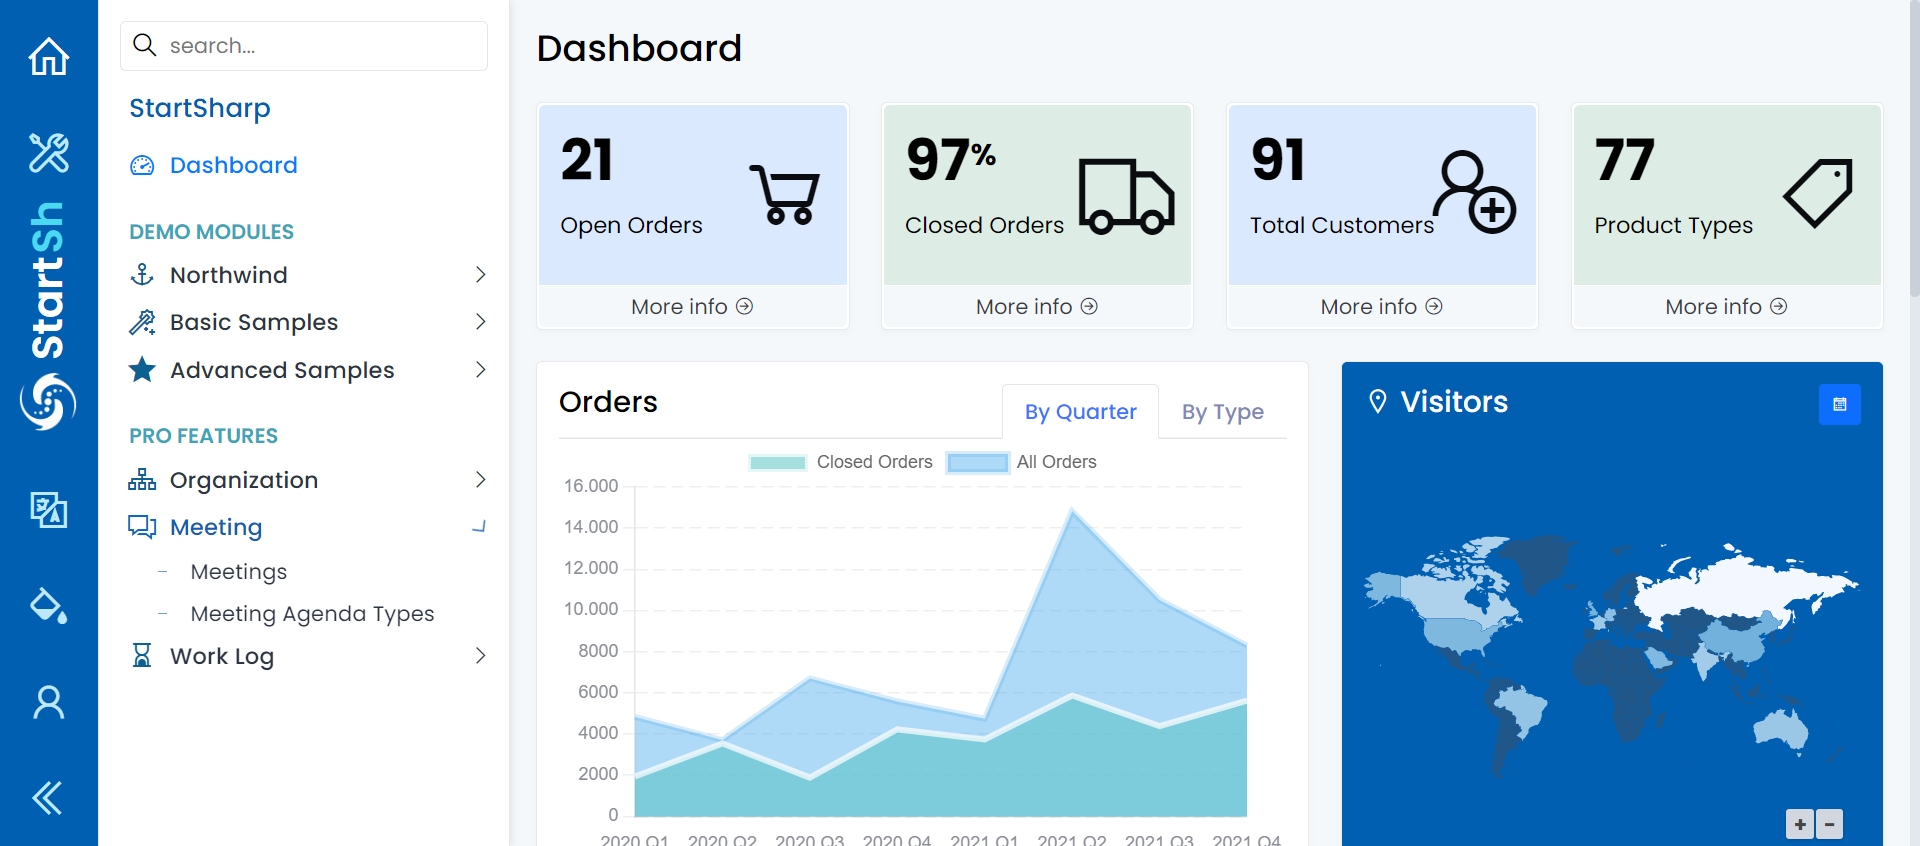 StartSh
search...
StartSharp
Dashboard
DEMO MODULES
Northwind
Basic Samples
Advanced Samples
PRO FEATURES
Organization
Meeting
Meetings
Meeting Agenda Types
Work Log
Dashboard
21
Open Orders
More info
97%
Closed Orders
More info
91
Total Customers
More info
77
Product Types
More info
Orders
By Quarter By Type
Closed Orders All Orders
16.000
14.000
12.000
10.000
8000
6000
4000
2000
0
2020 Q1 2020 Q2 2020 Q3 2020 Q4 2021 Q1 2021 Q2 2021 Q3 2021 Q4
Visitors
+ −